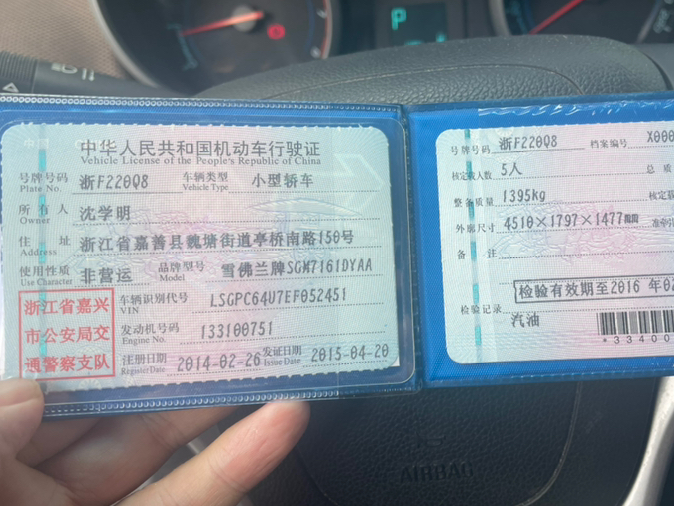 中华人民共和国机动车行驶证
Vehicle License of the People's Republic of China
号牌号码 浙F220Q8 车辆类型 小型轿车
Plate No. Vehicle Type
所有人 沈学明
Owner
住址 浙江省嘉善县魏塘街道亭桥南路150号
Address
使用性质 非营运 品牌型号 雪佛兰牌SGM7161DYAA
Use Character Model
浙江省嘉兴
市公安局交
通警察支队
车辆识别代号 LSGPC64U7EF052451
VIN
发动机号码 133100751
Engine No.
注册日期 2014-02-26 发证日期 2015-04-20
Register Date Issue Date
号牌号码 浙F220Q8 档案编号 X000
核定载人数 5人 总质
整备质量 1395kg 核定载
外廓尺寸 4510×1797×1477 准牵
备注
检验有效期至2016 年02
检验记录
汽油
*33400
P
AIRBAG